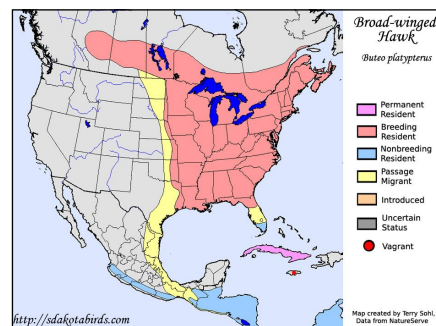 Broad-winged
Hawk
Buteo platypterus
Permanent
Resident
Breeding
Resident
Nonbreeding
Resident
Passage
Migrant
Introduced
Uncertain
Status
Vagrant
http://sdakotabirds.com
Map created by Terry Sohl,
Data from NatureServe